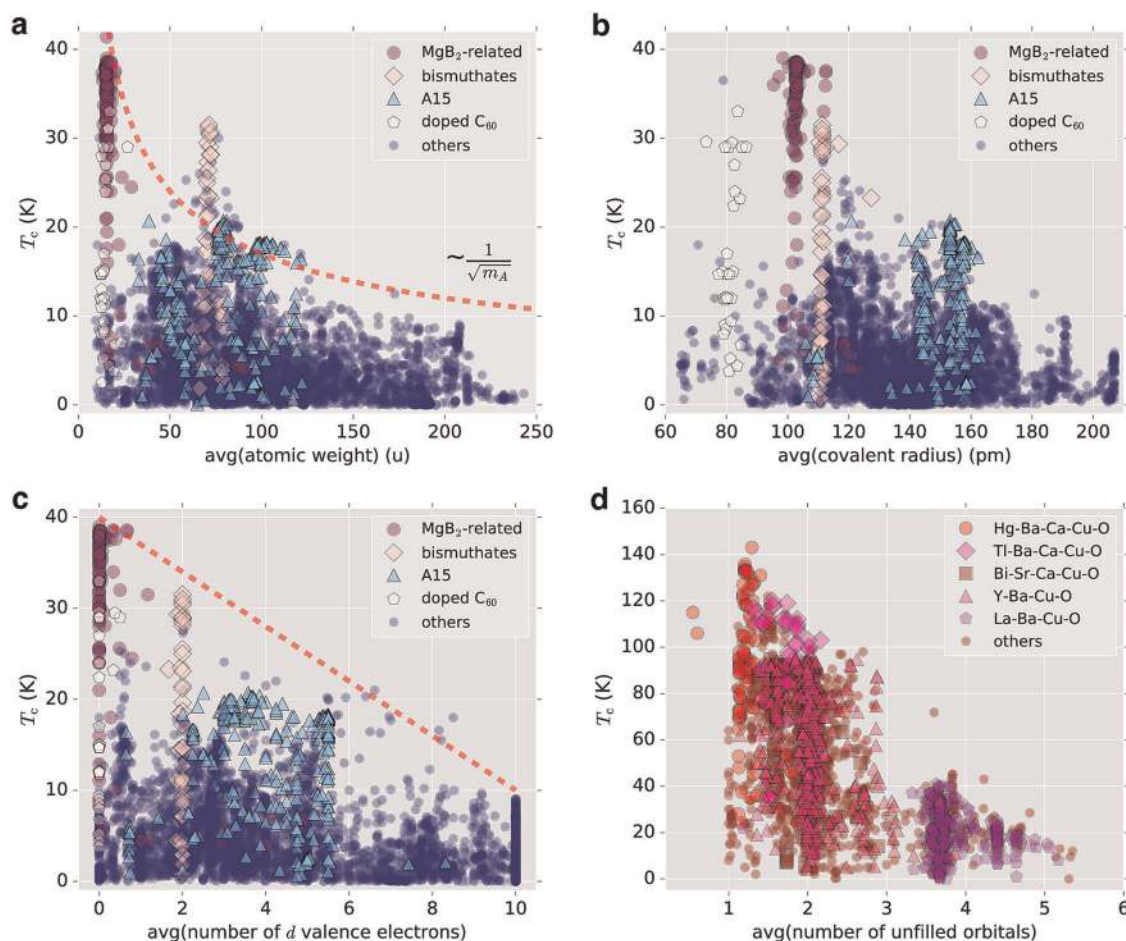 a
40
30
20
10
0
T_c (K)
MgB₂-related
bismuthates
A15
doped C₆₀
others
~ 1/√m_A
0 50 100 150 200 250
avg(atomic weight) (u)
b
40
30
20
10
0
T_c (K)
MgB₂-related
bismuthates
A15
doped C₆₀
others
60 80 100 120 140 160 180 200
avg(covalent radius) (pm)
c
40
30
20
10
0
T_c (K)
MgB₂-related
bismuthates
A15
doped C₆₀
others
0 2 4 6 8 10
avg(number of d valence electrons)
d
160
140
120
100
80
60
40
20
0
T_c (K)
Hg-Ba-Ca-Cu-O
Tl-Ba-Ca-Cu-O
Bi-Sr-Ca-Cu-O
Y-Ba-Cu-O
La-Ba-Cu-O
others
1 2 3 4 5 6
avg(number of unfilled orbitals)